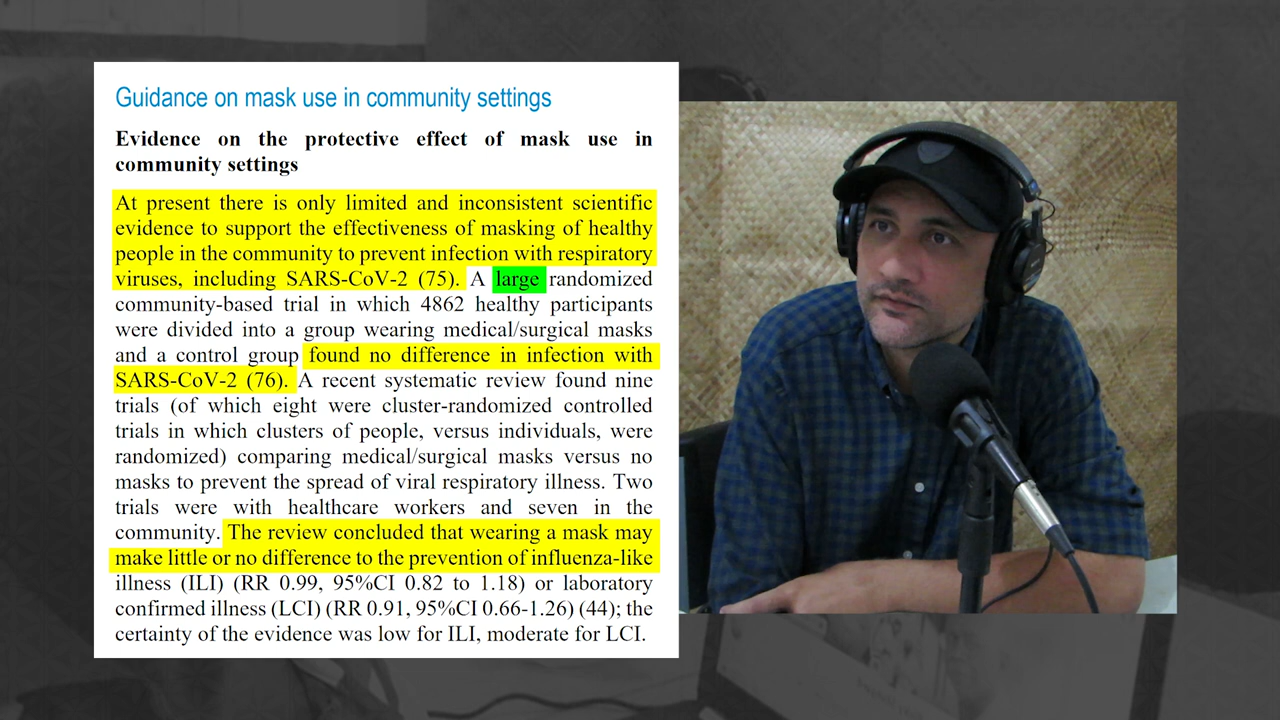 Guidance on mask use in community settings
Evidence on the protective effect of mask use in
community settings
At present there is only limited and inconsistent scientific
evidence to support the effectiveness of masking of healthy
people in the community to prevent infection with respiratory
viruses, including SARS-CoV-2 (75). A large randomized
community-based trial in which 4862 healthy participants
were divided into a group wearing medical/surgical masks
and a control group found no difference in infection with
SARS-CoV-2 (76). A recent systematic review found nine
trials (of which eight were cluster-randomized controlled
trials in which clusters of people, versus individuals, were
randomized) comparing medical/surgical masks versus no
masks to prevent the spread of viral respiratory illness. Two
trials were with healthcare workers and seven in the
community. The review concluded that wearing a mask may
make little or no difference to the prevention of influenza-like
illness (ILI) (RR 0.99, 95%CI 0.82 to 1.18) or laboratory
confirmed illness (LCI) (RR 0.91, 95%CI 0.66-1.26) (44); the
certainty of the evidence was low for ILI, moderate for LCI.